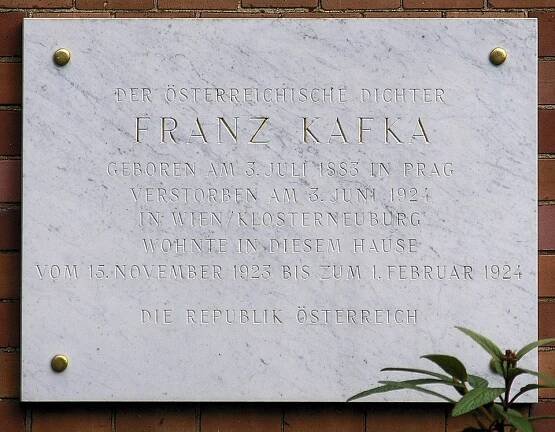 DER ÖSTERREICHISCHE DICHTER
FRANZ KAFKA
GEBOREN AM 3. JULI 1883 IN PRAG
VERSTORBEN AM 3. JUNI 1924
IN WIEN/KLOSTERNEUBURG
WOHNTE IN DIESEM HAUSE
VOM 15. NOVEMBER 1923 BIS ZUM 1. FEBRUAR 1924
DIE REPUBLIK ÖSTERREICH